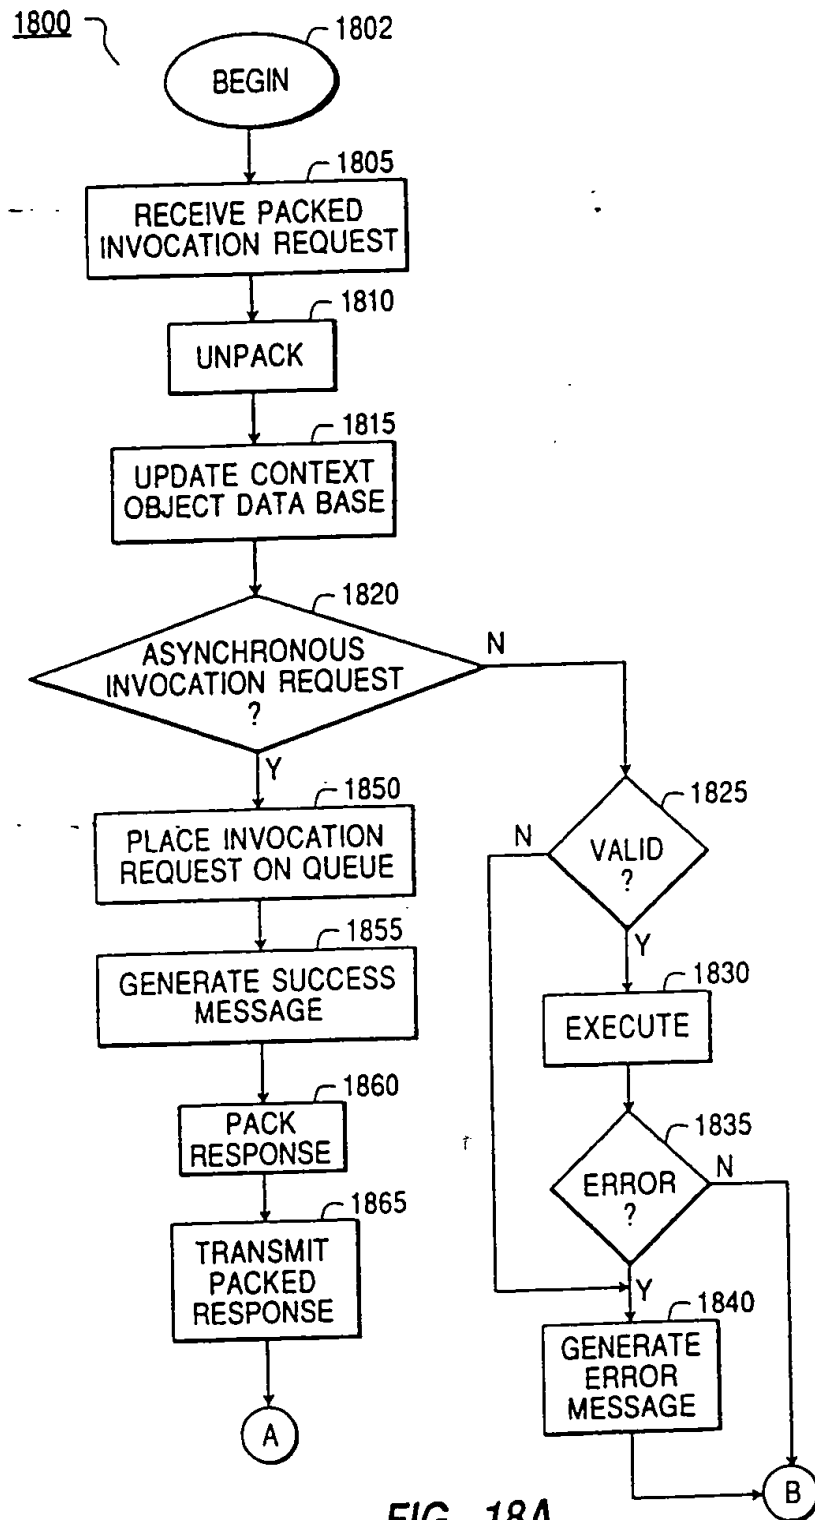 1800
1802
BEGIN
1805
RECEIVE PACKED
INVOCATION REQUEST
1810
UNPACK
1815
UPDATE CONTEXT
OBJECT DATA BASE
1820
ASYNCHRONOUS
INVOCATION REQUEST
?
N
Y
1850
PLACE INVOCATION
REQUEST ON QUEUE
1855
GENERATE SUCCESS
MESSAGE
1860
PACK
RESPONSE
1865
TRANSMIT
PACKED
RESPONSE
A
1825
VALID
?
N
Y
1830
EXECUTE
1835
ERROR
?
N
Y
1840
GENERATE
ERROR
MESSAGE
B
FIG. 18A